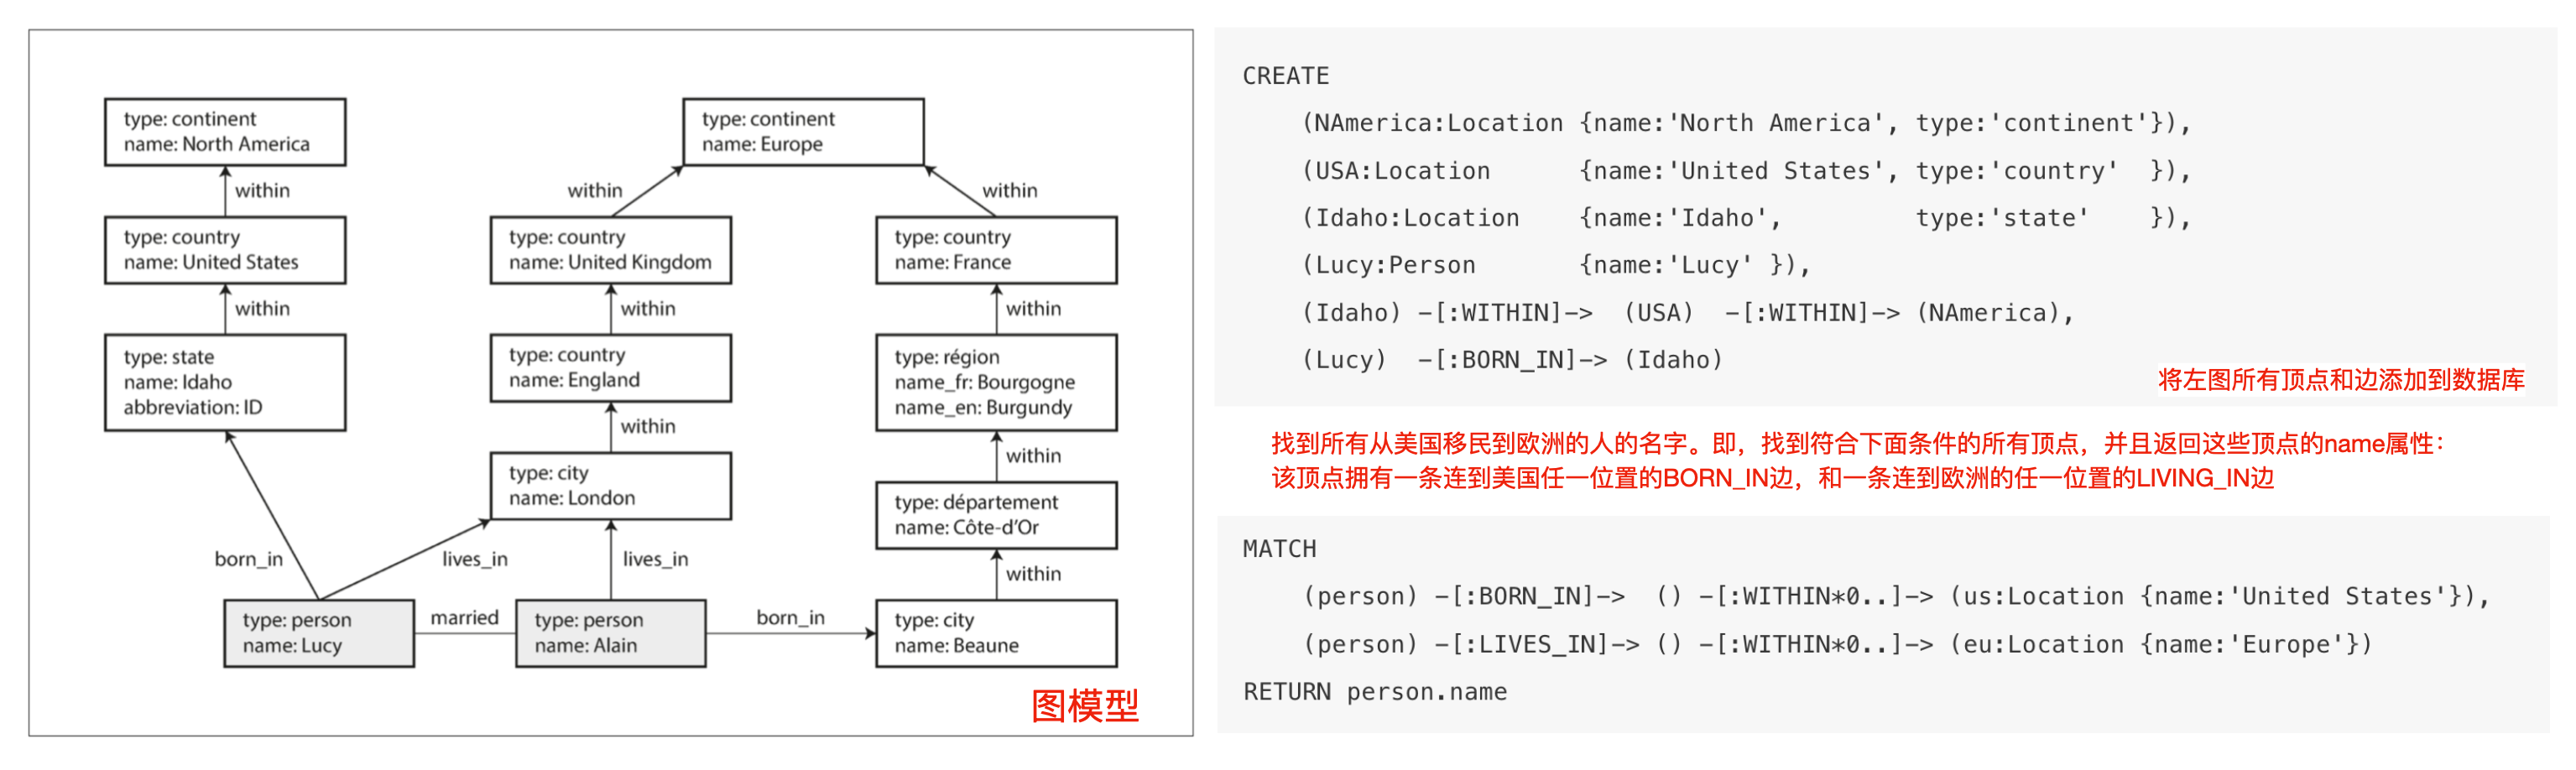 type: continent
name: North America
type: continent
name: Europe
within
within
within
type: country
name: United States
type: country
name: United Kingdom
type: country
name: France
within
within
within
type: state
name: Idaho
abbreviation: ID
type: country
name: England
type: région
name_fr: Bourgogne
name_en: Burgundy
within
within
type: city
name: London
type: département
name: Côte-d’Or
born_in
lives_in
lives_in
within
type: person
name: Lucy
married
type: person
name: Alain
born_in
type: city
name: Beaune
图模型
CREATE
(NAmerica:Location {name:'North America', type:'continent'}),
(USA:Location      {name:'United States', type:'country'  }),
(Idaho:Location    {name:'Idaho',         type:'state'    }),
(Lucy:Person       {name:'Lucy' }),
(Idaho) -[:WITHIN]->  (USA)  -[:WITHIN]-> (NAmerica),
(Lucy)  -[:BORN_IN]-> (Idaho)
将左图所有顶点和边添加到数据库
找到所有从美国移民到欧洲的人的名字。即，找到符合下面条件的所有顶点，并且返回这些顶点的name属性：
该顶点拥有一条连到美国任一位置的BORN_IN边，和一条连到欧洲的任一位置的LIVING_IN边
MATCH
(person) -[:BORN_IN]->  () -[:WITHIN*0..]-> (us:Location {name:'United States'}),
(person) -[:LIVES_IN]-> () -[:WITHIN*0..]-> (eu:Location {name:'Europe'})
RETURN person.name